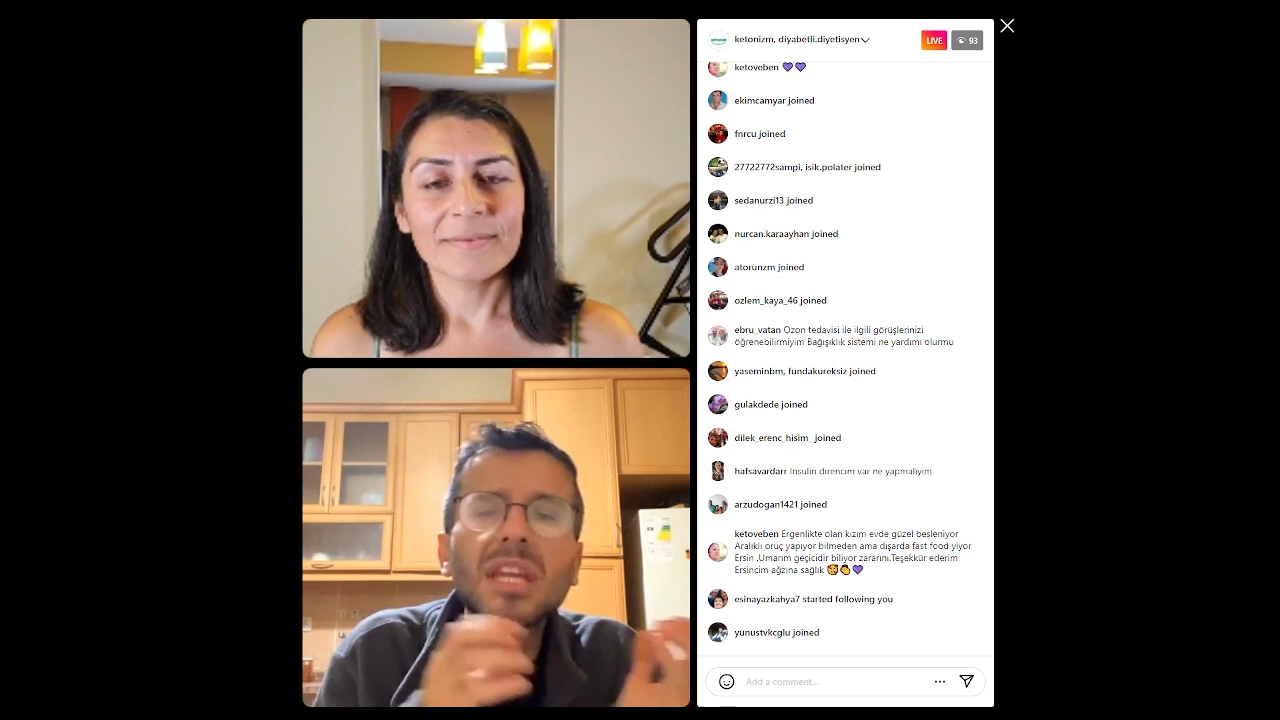 ketonizm, diyabetli.diyetisyen
LIVE
93
ketoveben 💜💜
ekimcamyar joined
fnrcu joined
27722772sampi, isik.polater joined
sedanurzi13 joined
nurcan.karaayhan joined
atorunzm joined
ozlem_kaya_46 joined
ebru_vatan Ozon tedavisi ile ilgili görüşlerinizi
öğrenebilirmiyim Bağışıklık sistemi ne yardımı olurmu
yaseminbm, fundakureksiz joined
gulakdede joined
dilek_erenc_hisim_ joined
hafsavardarr Insulin direncim var ne yapmalıyım
arzudogan1421 joined
ketoveben Ergenlikte olan kızım evde güzel besleniyor
Aralıklı oruç yapıyor bilmeden ama dışarda fast food yiyor
Ersin .Umarım geçicidir biliyor zararını.Teşekkür ederim
Ersincim ağzına sağlık 🥰👏💜
esinayazkahya7 started following you
yunustvkcglu joined
Add a comment...